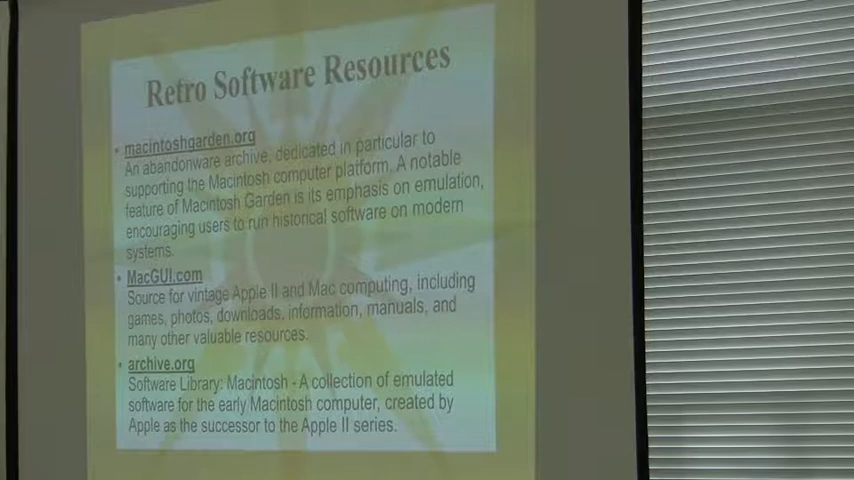 Retro Software Resources
• macintoshgarden.org
An abandonware archive, dedicated in particular to
supporting the Macintosh computer platform. A notable
feature of Macintosh Garden is its emphasis on emulation,
encouraging users to run historical software on modern
systems.
• MacGUI.com
Source for vintage Apple II and Mac computing, including
games, photos, downloads, information, manuals, and
many other valuable resources.
• archive.org
Software Library: Macintosh - A collection of emulated
software for the early Macintosh computer, created by
Apple as the successor to the Apple II series.